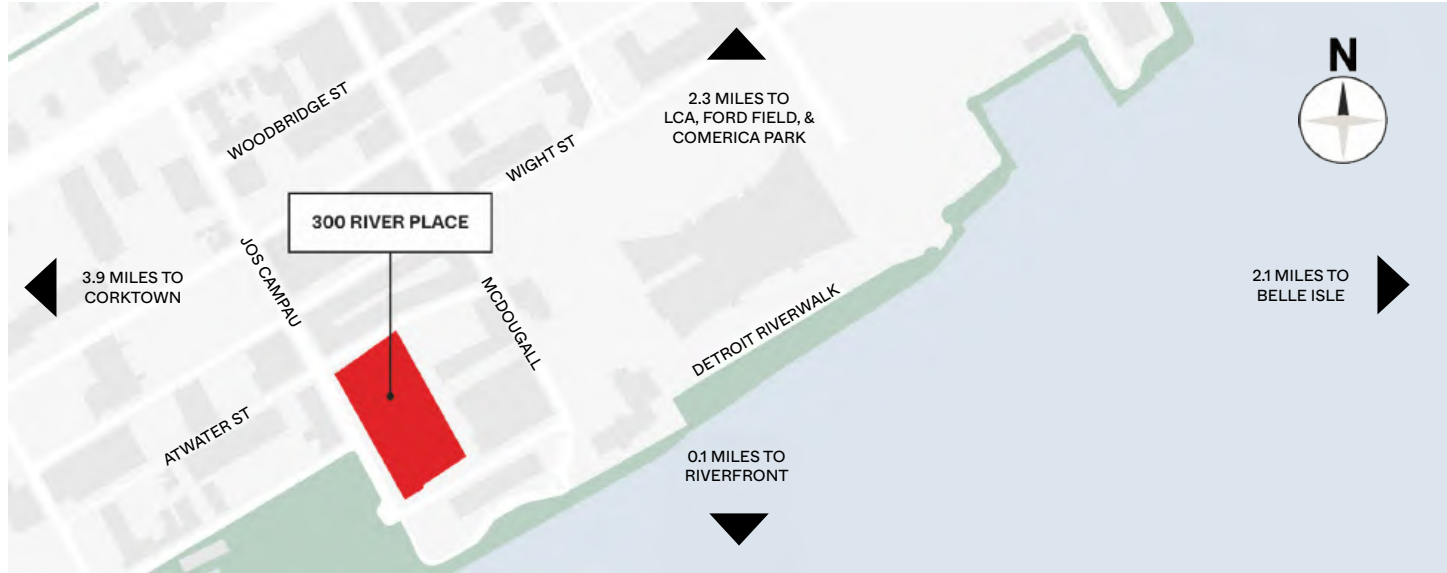 N
2.3 MILES TO
LCA, FORD FIELD, &
COMERICA PARK
WOODBRIDGE ST
WIGHT ST
300 RIVER PLACE
JOS CAMPAU
3.9 MILES TO
CORKTOWN
MCDOUGALL
2.1 MILES TO
BELLE ISLE
DETROIT RIVERWALK
ATWATER ST
0.1 MILES TO
RIVERFRONT